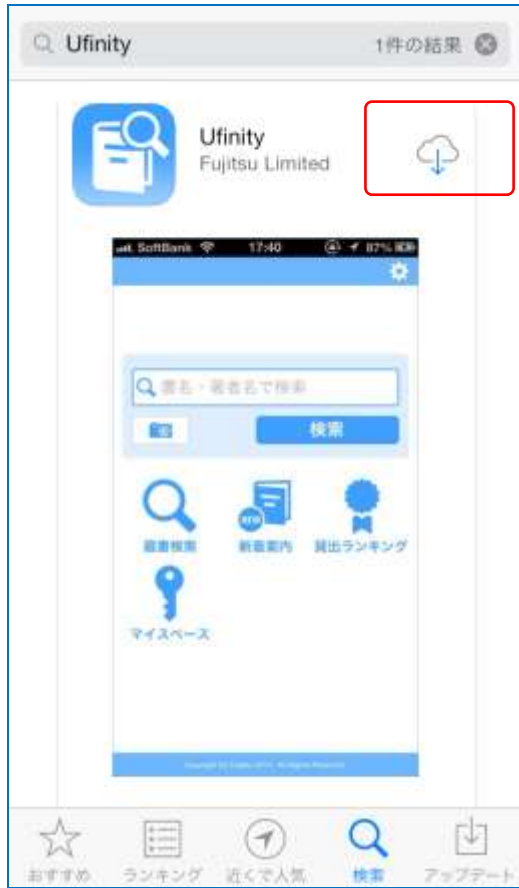 Ufinity 1件の結果
Ufinity
Fujitsu Limited
SoftBank 17:40 87%
書名・著者名で検索
検索
蔵書検索 新着案内 貸出ランキング
マイスペース
おすすめ ランキング 近くで人気 検索 アップデート